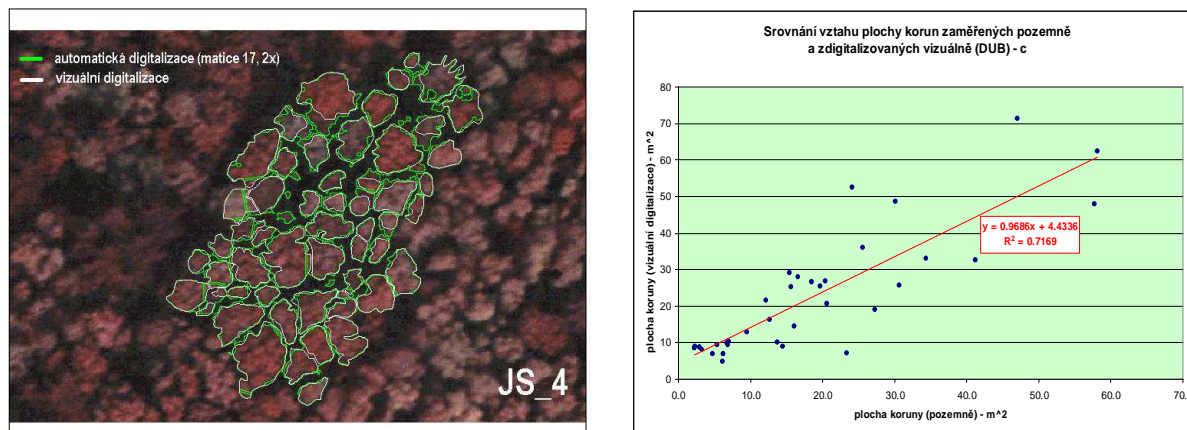 automatická digitalizace (matice 17, 2x)
vizuální digitalizace
JS_4
Srovnání vztahu plochy korun zaměřených pozemně
a zdigitalizovaných vizuálně (DUB) - c
plocha koruny (vizuální digitalizace) - m^2
80
70
60
50
40
30
20
10
0
y = 0.9686x + 4.4336
R² = 0.7169
0.0 10.0 20.0 30.0 40.0 50.0 60.0 70.
plocha koruny (pozemně) - m^2